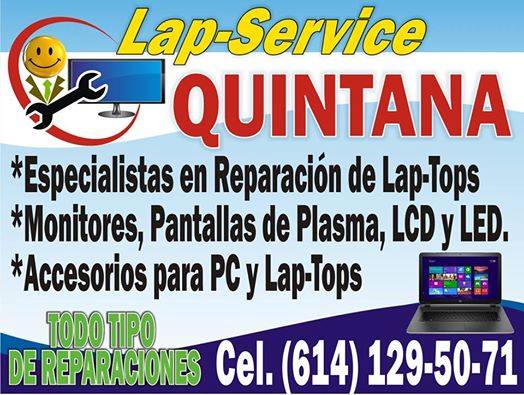 Lap-Service
QUINTANA
*Especialistas en Reparación de Lap-Tops
*Monitores, Pantallas de Plasma, LCD y LED.
*Accesorios para PC y Lap-Tops
TODO TIPO
DE REPARACIONES
Cel. (614) 129-50-71